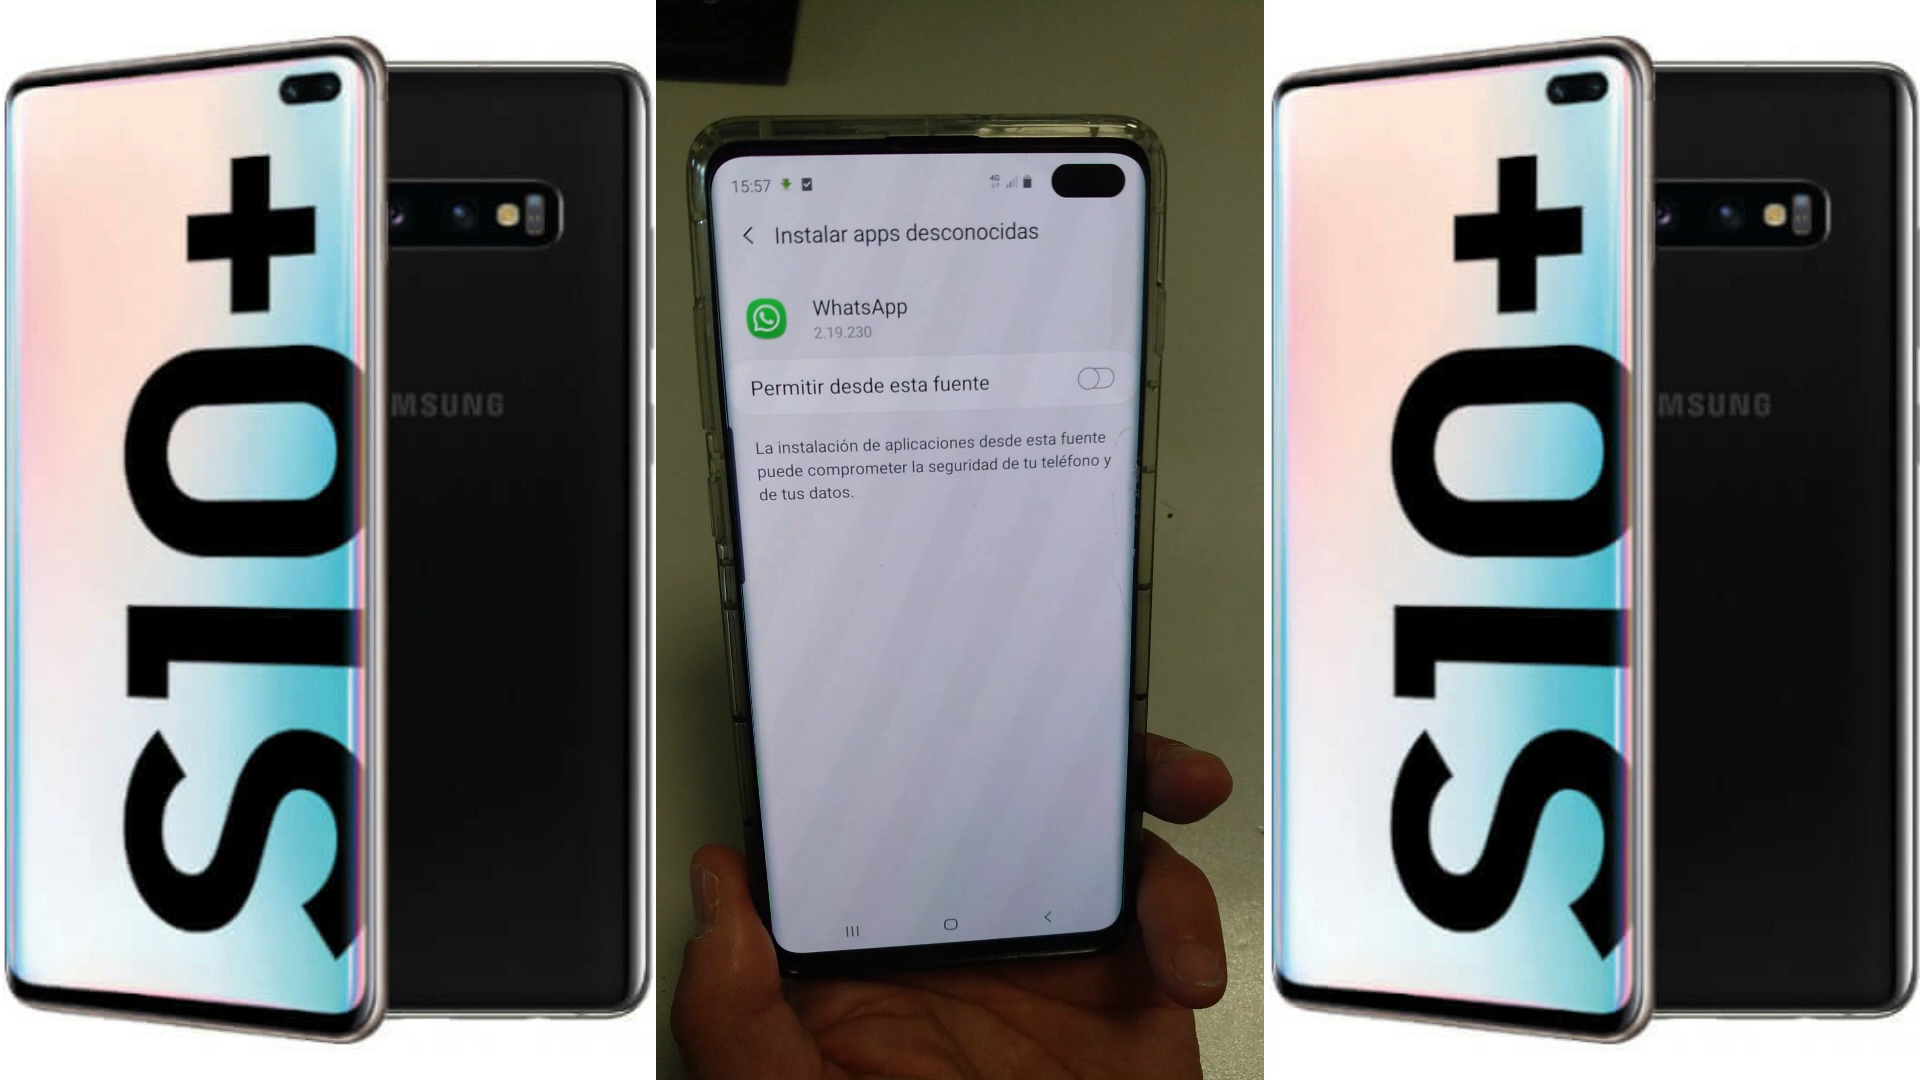 S10+
MSUNG
15:57
4G
Instalar apps desconocidas
WhatsApp
2.19.230
Permitir desde esta fuente
La instalación de aplicaciones desde esta fuente
puede comprometer la seguridad de tu teléfono y
de tus datos.
S10+
MSUNG